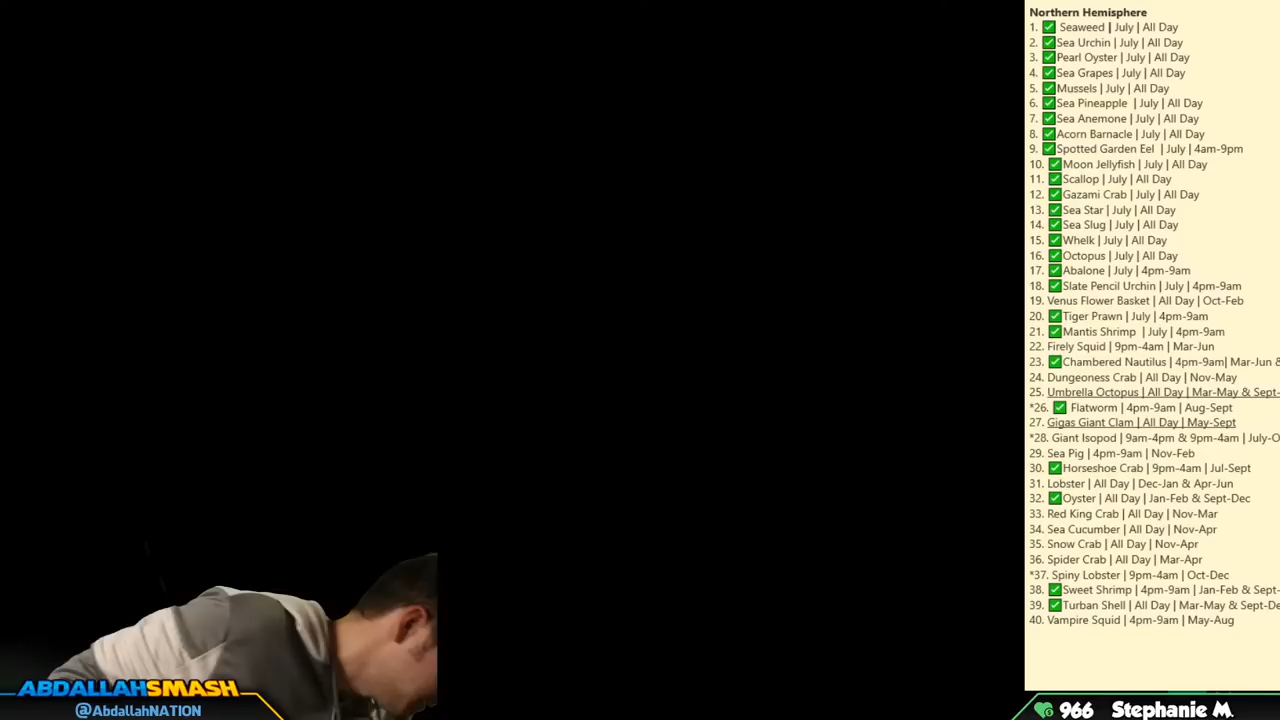 Northern Hemisphere
1. ✅ Seaweed | July | All Day
2. ✅ Sea Urchin | July | All Day
3. ✅ Pearl Oyster | July | All Day
4. ✅ Sea Grapes | July | All Day
5. ✅ Mussels | July | All Day
6. ✅ Sea Pineapple | July | All Day
7. ✅ Sea Anemone | July | All Day
8. ✅ Acorn Barnacle | July | All Day
9. ✅ Spotted Garden Eel | July | 4am-9pm
10. ✅ Moon Jellyfish | July | All Day
11. ✅ Scallop | July | All Day
12. ✅ Gazami Crab | July | All Day
13. ✅ Sea Star | July | All Day
14. ✅ Sea Slug | July | All Day
15. ✅ Whelk | July | All Day
16. ✅ Octopus | July | All Day
17. ✅ Abalone | July | 4pm-9am
18. ✅ Slate Pencil Urchin | July | 4pm-9am
19. Venus Flower Basket | All Day | Oct-Feb
20. ✅ Tiger Prawn | July | 4pm-9am
21. ✅ Mantis Shrimp | July | 4pm-9am
22. Firely Squid | 9pm-4am | Mar-Jun
23. ✅ Chambered Nautilus | 4pm-9am| Mar-Jun &
24. Dungeoness Crab | All Day | Nov-May
25. Umbrella Octopus | All Day | Mar-May & Sept-
*26. ✅ Flatworm | 4pm-9am | Aug-Sept
27. Gigas Giant Clam | All Day | May-Sept
*28. Giant Isopod | 9am-4pm & 9pm-4am | July-O
29. Sea Pig | 4pm-9am | Nov-Feb
30. ✅ Horseshoe Crab | 9pm-4am | Jul-Sept
31. Lobster | All Day | Dec-Jan & Apr-Jun
32. ✅ Oyster | All Day | Jan-Feb & Sept-Dec
33. Red King Crab | All Day | Nov-Mar
34. Sea Cucumber | All Day | Nov-Apr
35. Snow Crab | All Day | Nov-Apr
36. Spider Crab | All Day | Mar-Apr
*37. Spiny Lobster | 9pm-4am | Oct-Dec
38. ✅ Sweet Shrimp | 4pm-9am | Jan-Feb & Sept-
39. ✅ Turban Shell | All Day | Mar-May & Sept-De
40. Vampire Squid | 4pm-9am | May-Aug
ABDALLAHSMASH
@AbdallahNATION
966 Stephanie M.